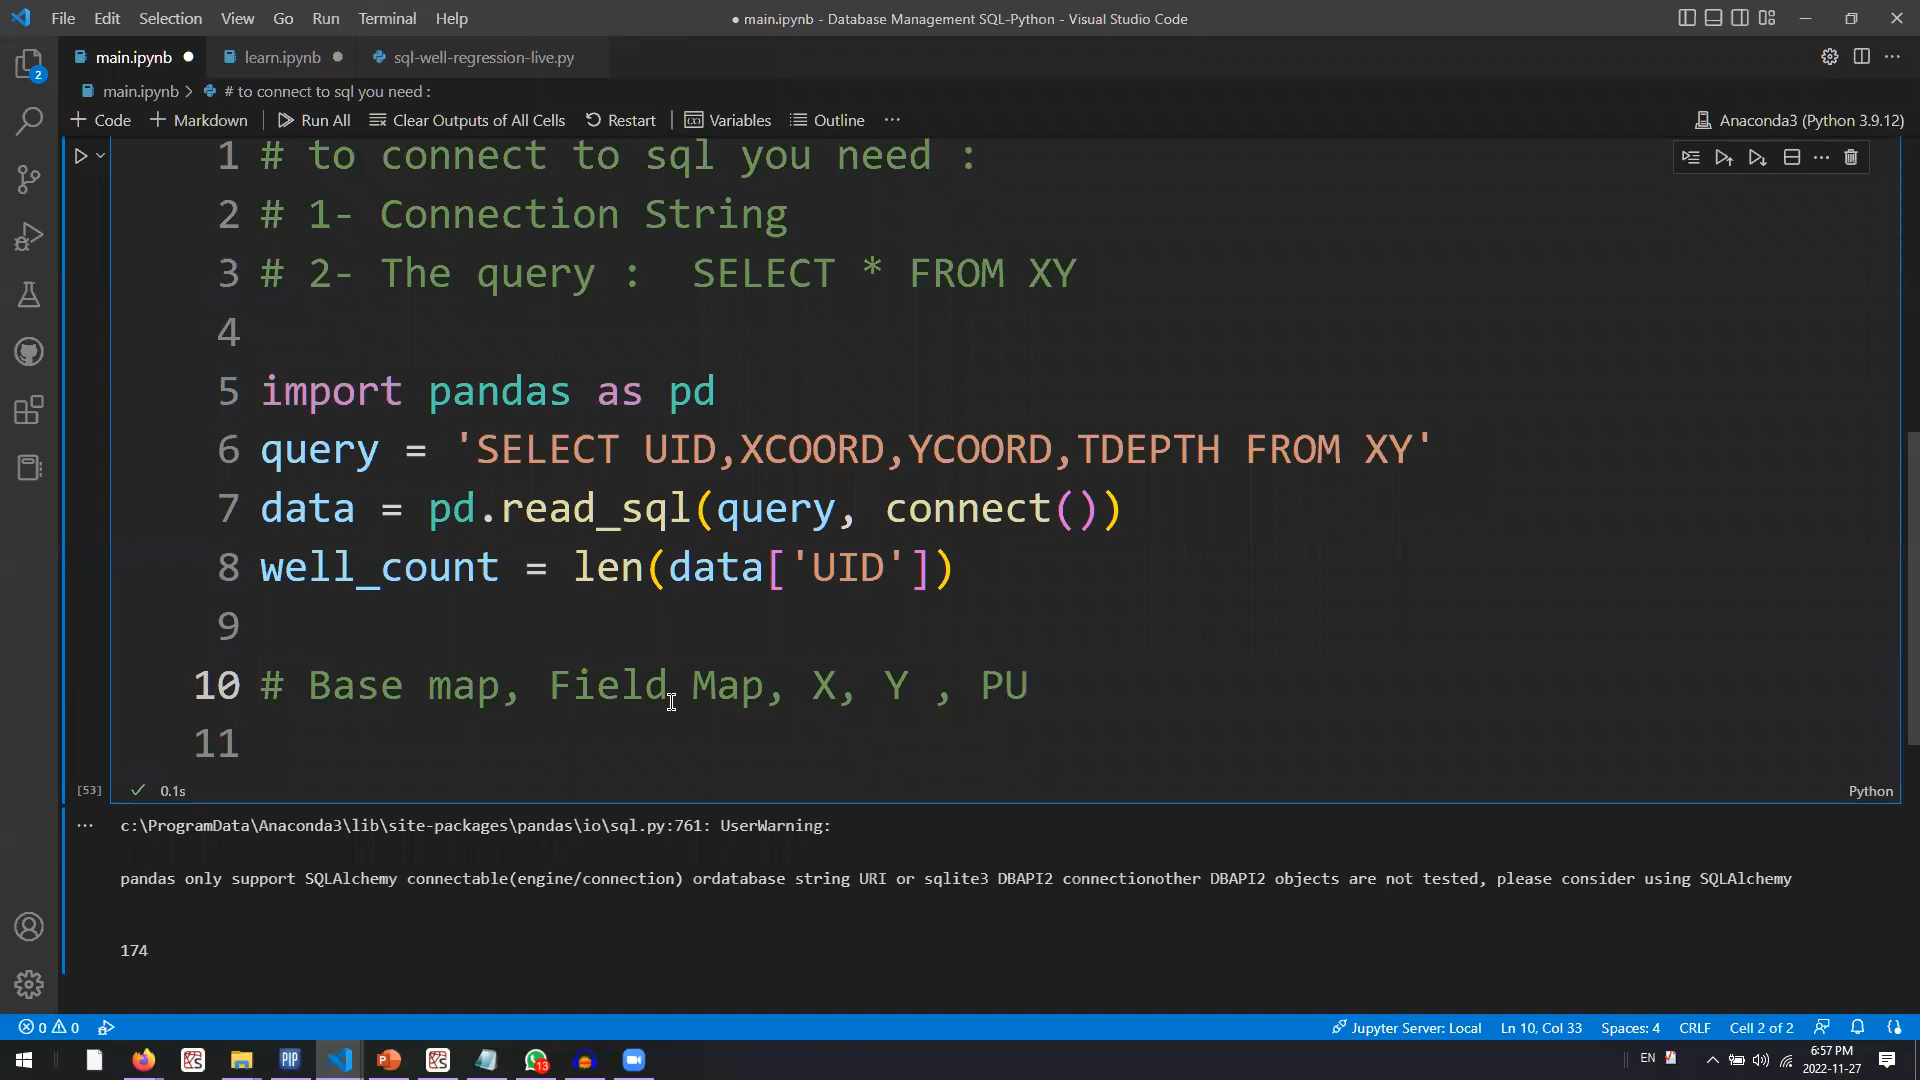 File Edit Selection View Go Run Terminal Help
● main.ipynb - Database Management SQL-Python - Visual Studio Code
main.ipynb
learn.ipynb
sql-well-regression-live.py
main.ipynb > # to connect to sql you need :
+ Code + Markdown Run All Clear Outputs of All Cells Restart Variables Outline ...
Anaconda3 (Python 3.9.12)
2
1 # to connect to sql you need :
2 # 1- Connection String
3 # 2- The query :  SELECT * FROM XY
4
5 import pandas as pd
6 query = 'SELECT UID,XCOORD,YCOORD,TDEPTH FROM XY'
7 data = pd.read_sql(query, connect())
8 well_count = len(data['UID'])
9
10 # Base map, Field Map, X, Y , PU
11
[53] ✓ 0.1s
Python
... c:\ProgramData\Anaconda3\lib\site-packages\pandas\io\sql.py:761: UserWarning:
pandas only support SQLAlchemy connectable(engine/connection) ordatabase string URI or sqlite3 DBAPI2 connectionother DBAPI2 objects are not tested, please consider using SQLAlchemy
174
0 0
Jupyter Server: Local Ln 10, Col 33 Spaces: 4 CRLF Cell 2 of 2
PIP
13
EN
6:57 PM
2022-11-27